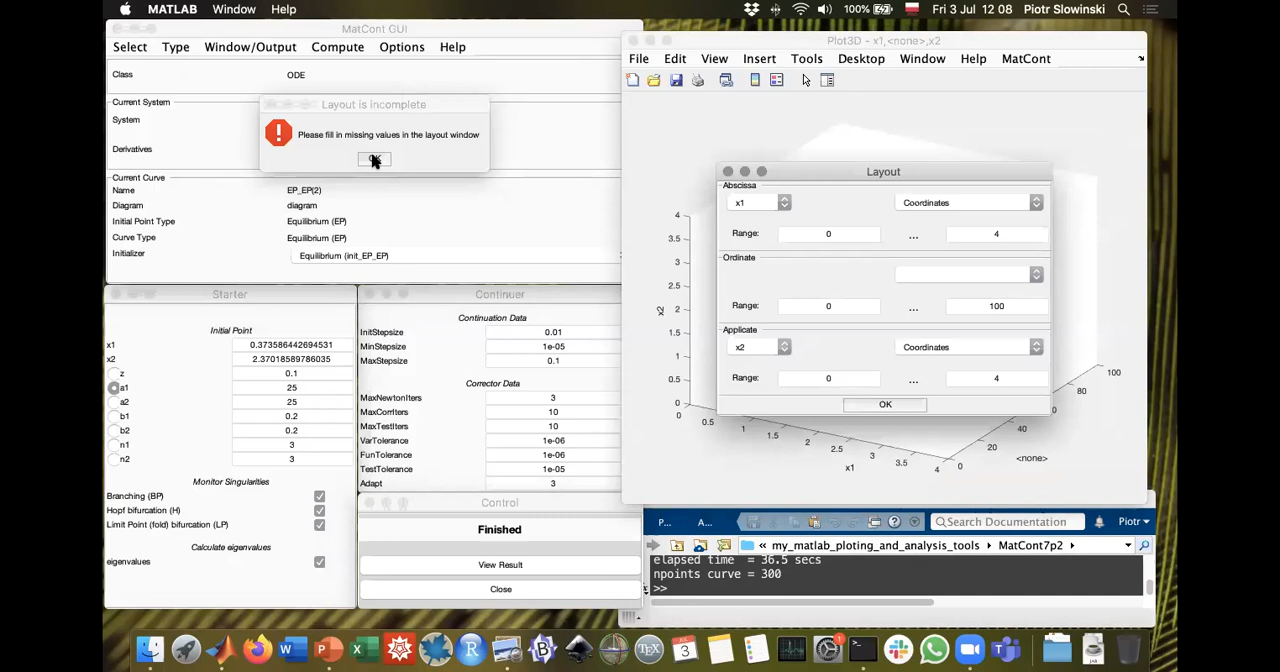 MATLAB Window Help
100% Fri 3 Jul 12 08 Piotr Slowinski
MatCont GUI
Select Type Window/Output Compute Options Help
Class ODE
Current System
System
Derivatives
Layout is incomplete
Please fill in missing values in the layout window
Current Curve
Name EP_EP(2)
Diagram diagram
Initial Point Type Equilibrium (EP)
Curve Type Equilibrium (EP)
Initializer Equilibrium (init_EP_EP)
Starter
Initial Point
x1 0.373586442694531
x2 2.37018589786035
z 0.1
a1 25
a2 25
b1 0.2
b2 0.2
n1 3
n2 3
Monitor Singularities
Branching (BP)
Hopf bifurcation (H)
Limit Point (fold) bifurcation (LP)
Calculate eigenvalues
eigenvalues
Continuer
Continuation Data
InitStepsize 0.01
MinStepsize 1e-05
MaxStepsize 0.1
Corrector Data
MaxNewtonIters 3
MaxCorrIters 10
MaxTestIters 10
VarTolerance 1e-06
FunTolerance 1e-06
TestTolerance 1e-05
Adapt 3
Control
Finished
View Result
Close
Plot3D - x1,<none>,x2
File Edit View Insert Tools Desktop Window Help MatCont
Layout
Abscissa
x1 Coordinates
Range: 0 ... 4
Ordinate
Range: 0 ... 100
Applicate
x2 Coordinates
Range: 0 ... 4
OK
4
3.5
3
2.5
2
1.5
1
0.5
0
x2
0 0.5 1 1.5 2 2.5 3 3.5 4
x1
0 20 40 80 100
<none>
P... A... Search Documentation Piotr
« my_matlab_ploting_and_analysis_tools › MatCont7p2 ›
elapsed time = 36.5 secs
npoints curve = 300
>>